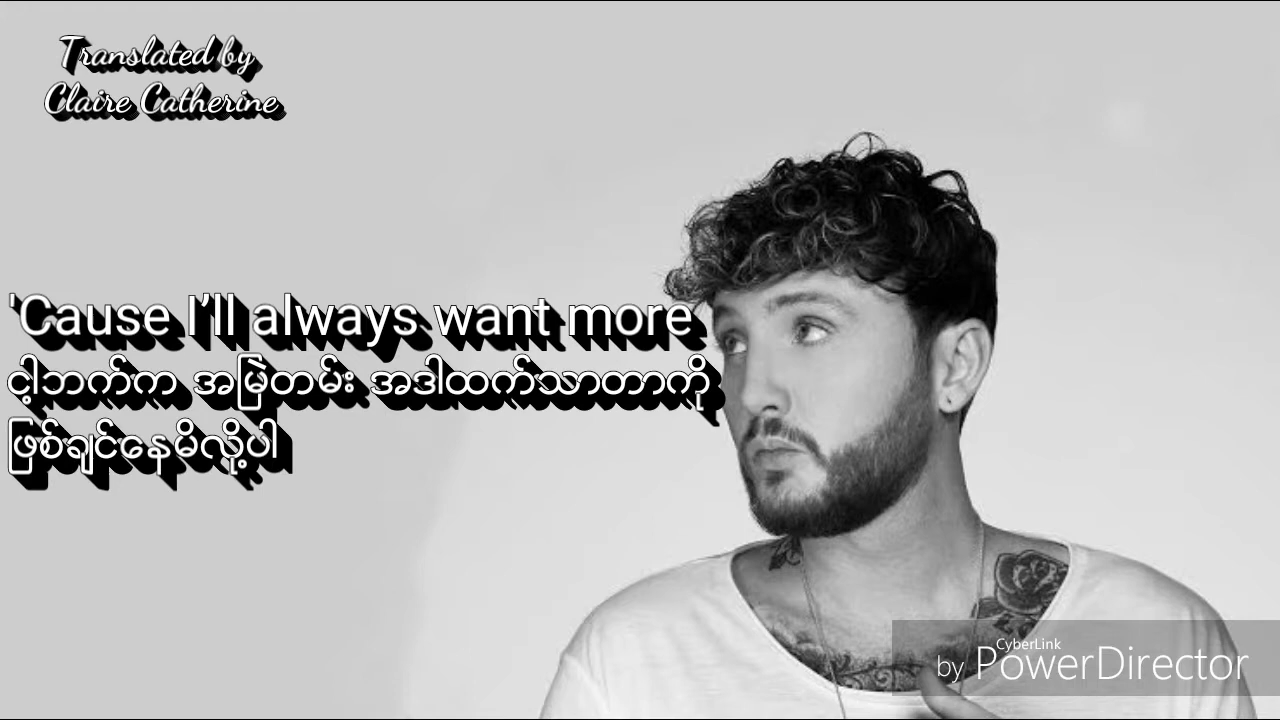 Translated by
Claire Catherine
'Cause I'll always want more
ငါ့ဘက်က အမြဲတမ်း အဒါထက်သာတာကို
ဖြစ်ချင်နေမိလို့ပါ
CyberLink
by PowerDirector